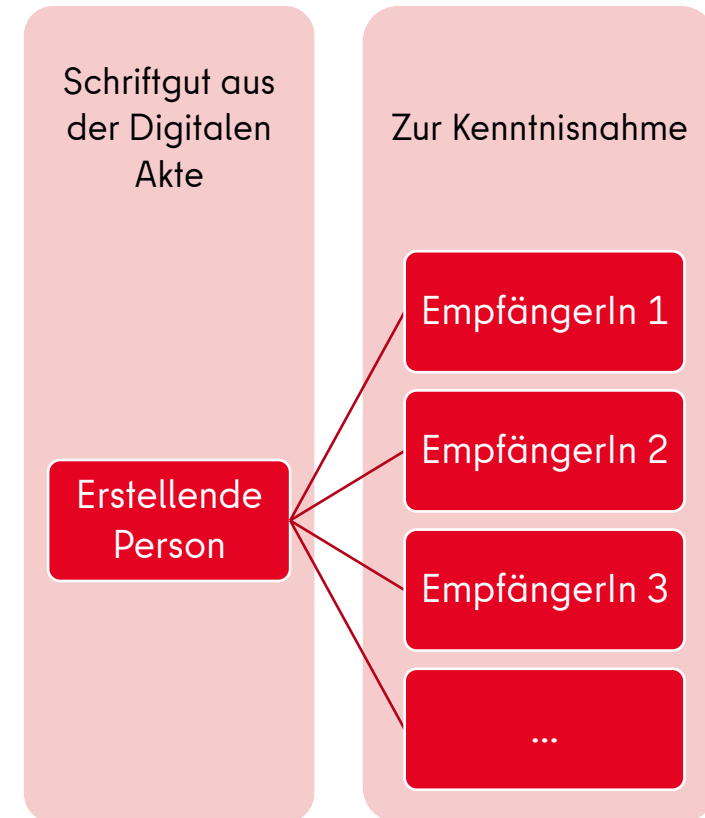 Schriftgut aus
der Digitalen
Akte
Zur Kenntnisnahme
Erstellende
Person
EmpfängerIn 1
EmpfängerIn 2
EmpfängerIn 3
...